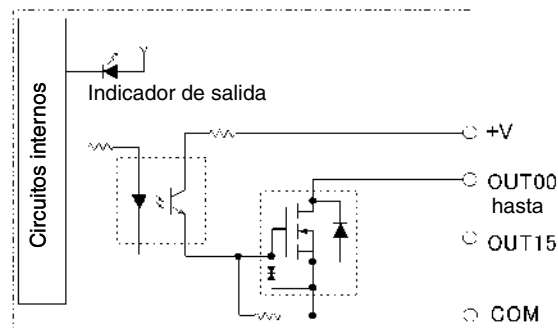 Circuitos internos
Indicador de salida
+V
OUT00
hasta
OUT15
COM